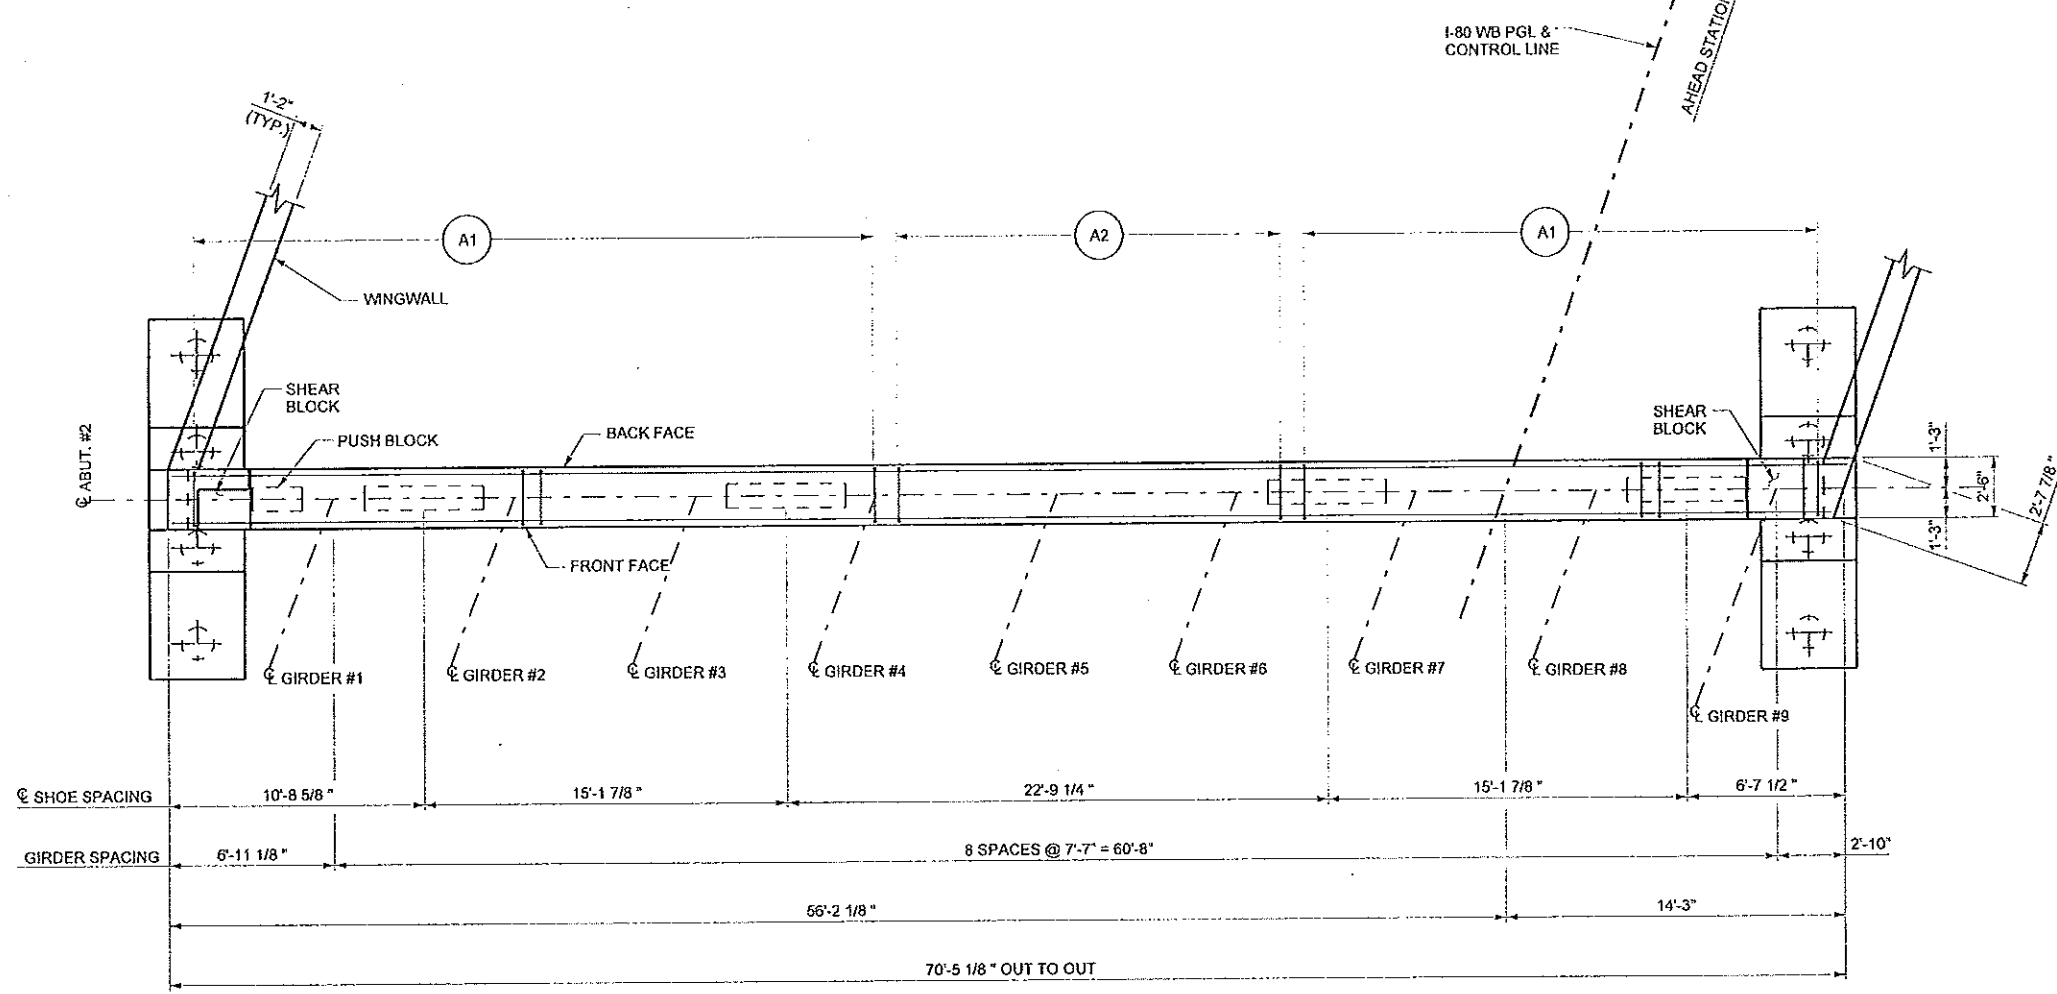 I-80 WB PGL &
CONTROL LINE
AHEAD STATION
1'-2"
(TYP.)
A1
A2
A1
WINGWALL
SHEAR
BLOCK
PUSH BLOCK
BACK FACE
SHEAR
BLOCK
℄ ABUT. #2
1'-3"
2'-6"
1'-3"
2'-7 7/8 "
FRONT FACE
℄ GIRDER #1
℄ GIRDER #2
℄ GIRDER #3
℄ GIRDER #4
℄ GIRDER #5
℄ GIRDER #6
℄ GIRDER #7
℄ GIRDER #8
℄ GIRDER #9
℄ SHOE SPACING
10'-8 5/8 "
15'-1 7/8 "
22'-9 1/4 "
15'-1 7/8 "
6'-7 1/2 "
GIRDER SPACING
6'-11 1/8 "
8 SPACES @ 7'-7" = 60'-8"
2'-10"
56'-2 1/8 "
14'-3"
70'-5 1/8 " OUT TO OUT